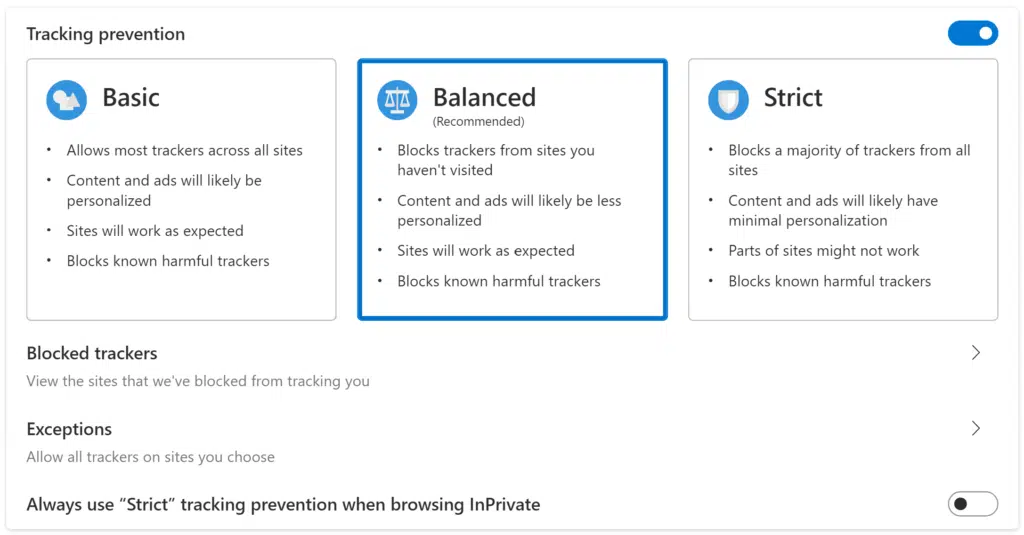 Tracking prevention
Basic
• Allows most trackers across all sites
• Content and ads will likely be
personalized
• Sites will work as expected
• Blocks known harmful trackers
Balanced
(Recommended)
• Blocks trackers from sites you
haven't visited
• Content and ads will likely be less
personalized
• Sites will work as expected
• Blocks known harmful trackers
Strict
• Blocks a majority of trackers from all
sites
• Content and ads will likely have
minimal personalization
• Parts of sites might not work
• Blocks known harmful trackers
Blocked trackers
View the sites that we've blocked from tracking you
Exceptions
Allow all trackers on sites you choose
Always use “Strict” tracking prevention when browsing InPrivate